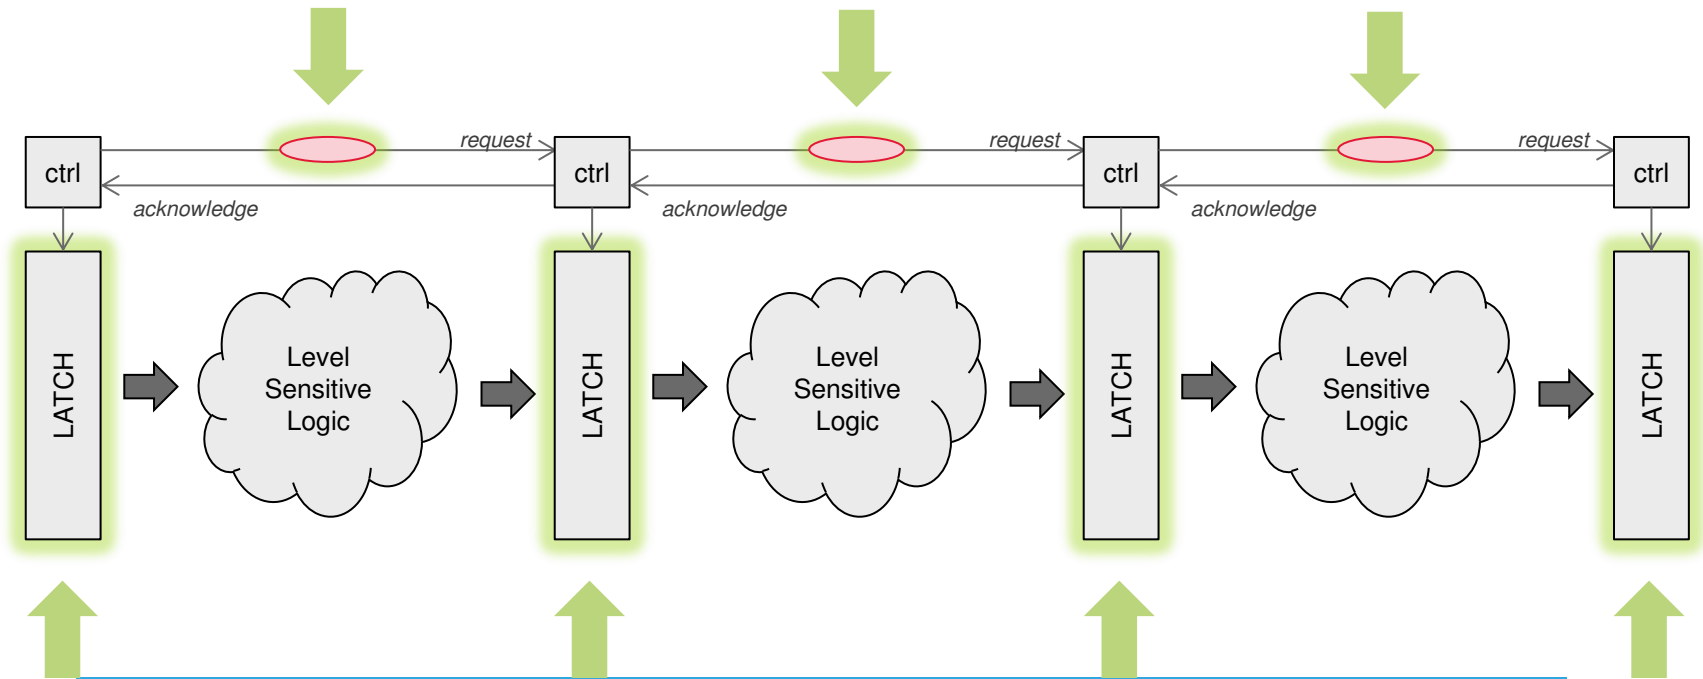 request
request
request
ctrl
ctrl
ctrl
ctrl
acknowledge
acknowledge
acknowledge
LATCH
Level
Sensitive
Logic
LATCH
Level
Sensitive
Logic
LATCH
Level
Sensitive
Logic
LATCH